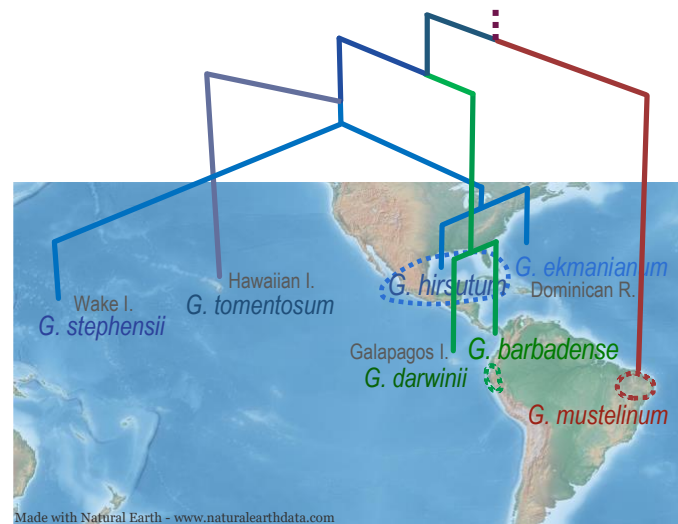 Wake I.
G. stephensii
Hawaiian I.
G. tomentosum
G. hirsutum
G. ekmanianum
Dominican R.
Galapagos I.
G. darwinii
G. barbadense
G. mustelinum
Made with Natural Earth - www.naturalearthdata.com